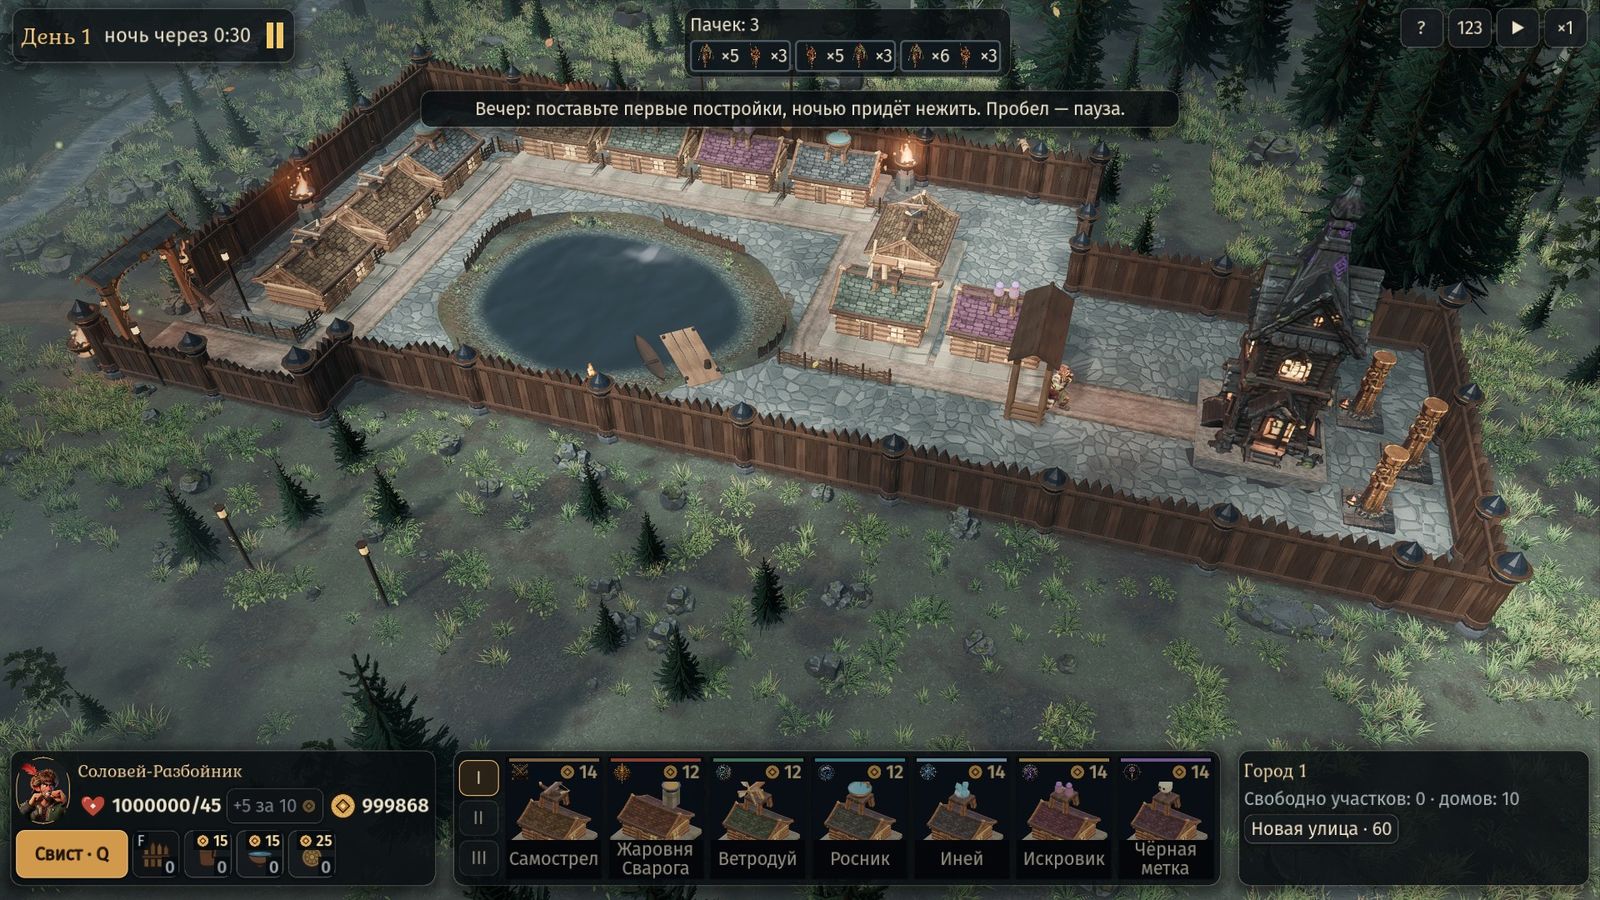 День 1 ночь через 0:30
Пачек: 3
×5 ×3 ×5 ×3 ×6 ×3
? 123 ×1
Вечер: поставьте первые постройки, ночью придёт нежить. Пробел — пауза.
Соловей-Разбойник
1000000/45 +5 за 10 999868
Свист · Q
F 0
15 0
15 0
25 0
I
II
III
14 Самострел
12 Жаровня Сварога
12 Ветродуй
12 Росник
14 Иней
14 Искровик
14 Чёрная метка
Город 1
Свободно участков: 0 · домов: 10
Новая улица · 60